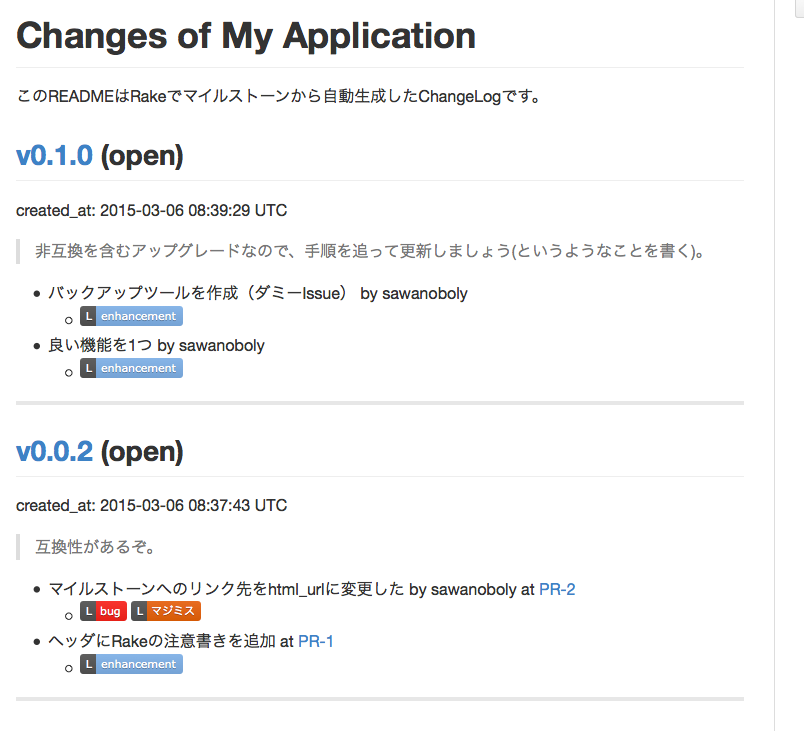 Changes of My Application
このREADMEはRakeでマイルストーンから自動生成したChangeLogです。
v0.1.0 (open)
created_at: 2015-03-06 08:39:29 UTC
非互換を含むアップグレードなので、手順を追って更新しましょう(というようなことを書く)。
バックアップツールを作成（ダミーIssue） by sawanoboly
L enhancement
良い機能を1つ by sawanoboly
L enhancement
v0.0.2 (open)
created_at: 2015-03-06 08:37:43 UTC
互換性があるぞ。
マイルストーンへのリンク先をhtml_urlに変更した by sawanoboly at PR-2
L bug L マジミス
ヘッダにRakeの注意書きを追加 at PR-1
L enhancement